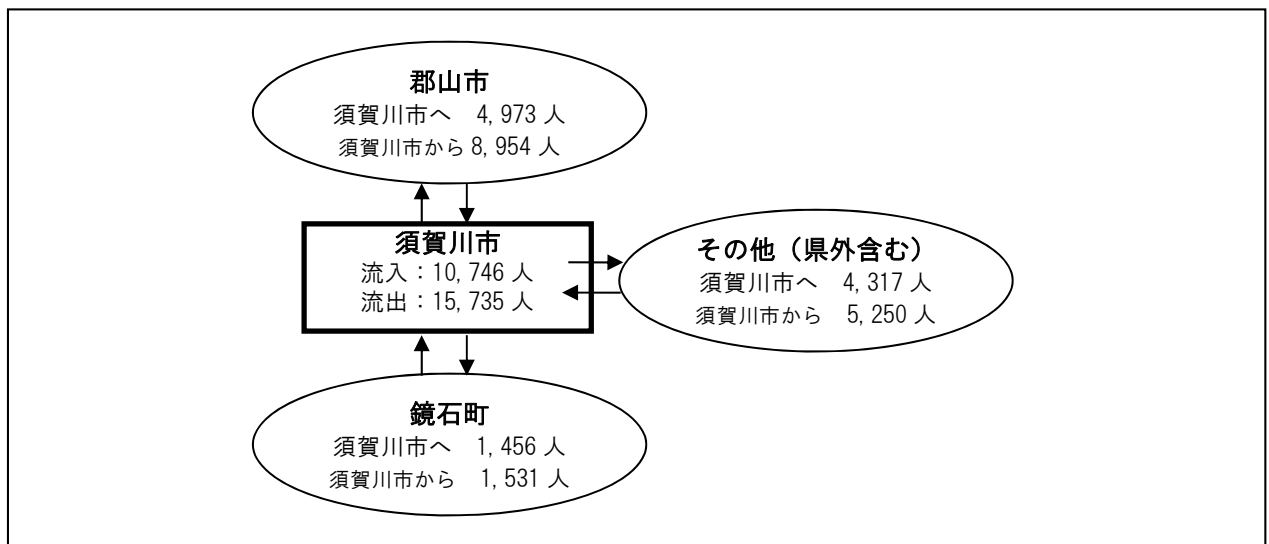 郡山市
須賀川市へ　4,973 人
須賀川市から 8,954 人
須賀川市
流入：10,746 人
流出：15,735 人
その他（県外含む）
須賀川市へ　4,317 人
須賀川市から　5,250 人
鏡石町
須賀川市へ　1,456 人
須賀川市から　1,531 人